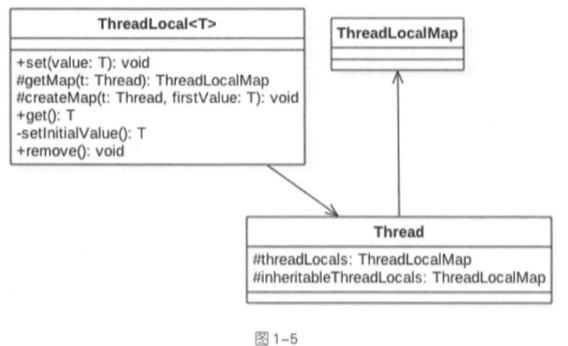 ThreadLocal<T>
+set(value: T): void
#getMap(t: Thread): ThreadLocalMap
#createMap(t: Thread, firstValue: T): void
+get(): T
-setInitialValue(): T
+remove(): void
ThreadLocalMap
Thread
#threadLocals: ThreadLocalMap
#inheritableThreadLocals: ThreadLocalMap
图 1-5